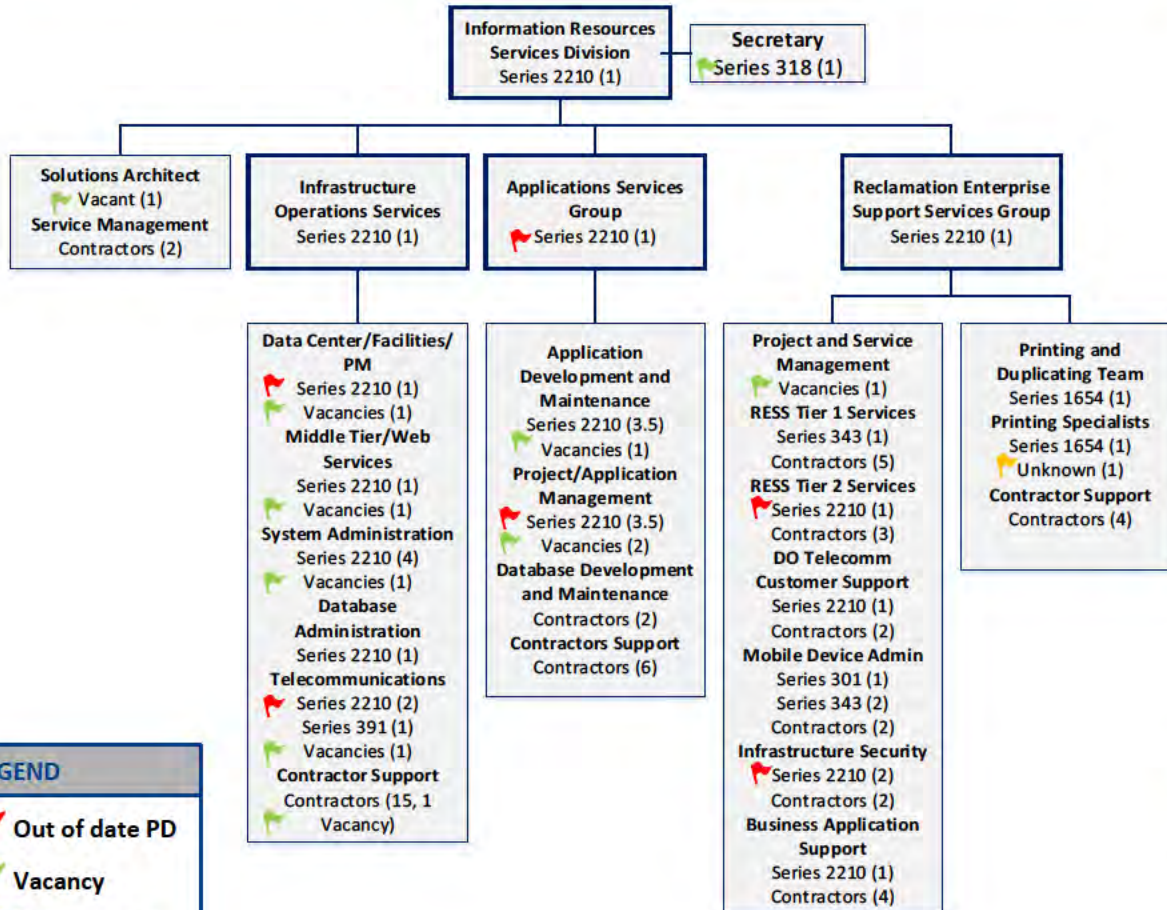 Information Resources
Services Division
Series 2210 (1)
Secretary
Series 318 (1)
Solutions Architect
Vacant (1)
Service Management
Contractors (2)
Infrastructure
Operations Services
Series 2210 (1)
Applications Services
Group
Series 2210 (1)
Reclamation Enterprise
Support Services Group
Series 2210 (1)
Data Center/Facilities/
PM
Series 2210 (1)
Vacancies (1)
Middle Tier/Web
Services
Series 2210 (1)
Vacancies (1)
System Administration
Series 2210 (4)
Vacancies (1)
Database
Administration
Series 2210 (1)
Telecommunications
Series 2210 (2)
Series 391 (1)
Vacancies (1)
Contractor Support
Contractors (15, 1
Vacancy)
Application
Development and
Maintenance
Series 2210 (3.5)
Vacancies (1)
Project/Application
Management
Series 2210 (3.5)
Vacancies (2)
Database Development
and Maintenance
Contractors (2)
Contractors Support
Contractors (6)
Project and Service
Management
Vacancies (1)
RESS Tier 1 Services
Series 343 (1)
Contractors (5)
RESS Tier 2 Services
Series 2210 (1)
Contractors (3)
DO Telecomm
Customer Support
Series 2210 (1)
Contractors (2)
Mobile Device Admin
Series 301 (1)
Series 343 (2)
Contractors (2)
Infrastructure Security
Series 2210 (2)
Contractors (2)
Business Application
Support
Series 2210 (1)
Contractors (4)
Printing and
Duplicating Team
Series 1654 (1)
Printing Specialists
Series 1654 (1)
Unknown (1)
Contractor Support
Contractors (4)
GEND
Out of date PD
Vacancy